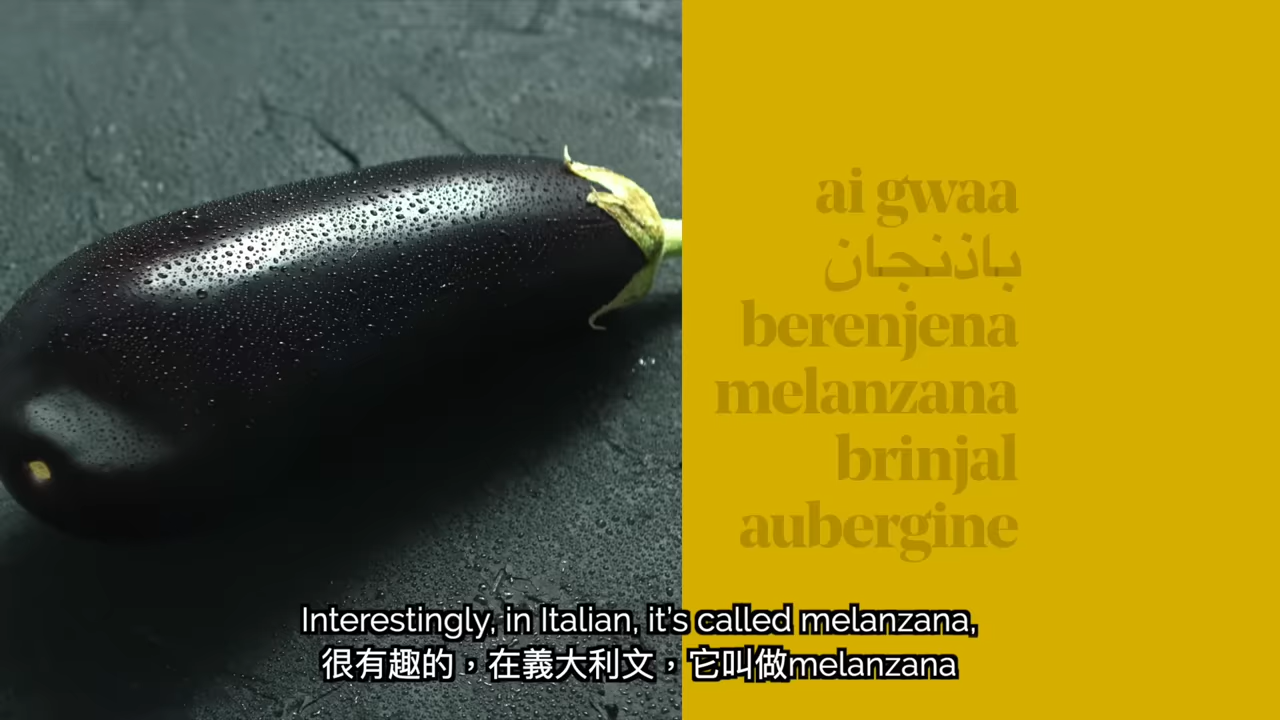 ai gwaa
باذنجان
berenjena
melanzana
brinjal
aubergine
Interestingly, in Italian, it's called melanzana,
很有趣的，在義大利文，它叫做melanzana